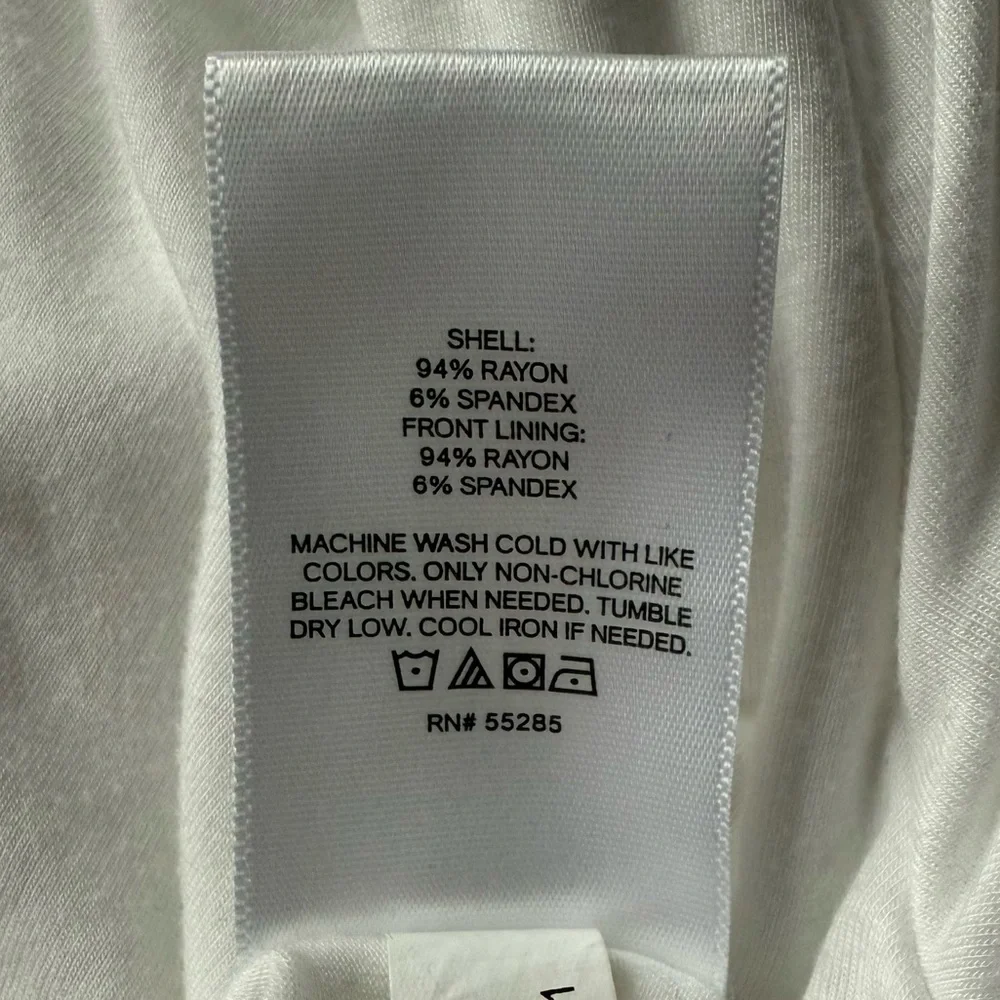 SHELL:
94% RAYON
6% SPANDEX
FRONT LINING:
94% RAYON
6% SPANDEX
MACHINE WASH COLD WITH LIKE
COLORS. ONLY NON-CHLORINE
BLEACH WHEN NEEDED. TUMBLE
DRY LOW. COOL IRON IF NEEDED.
RN# 55285